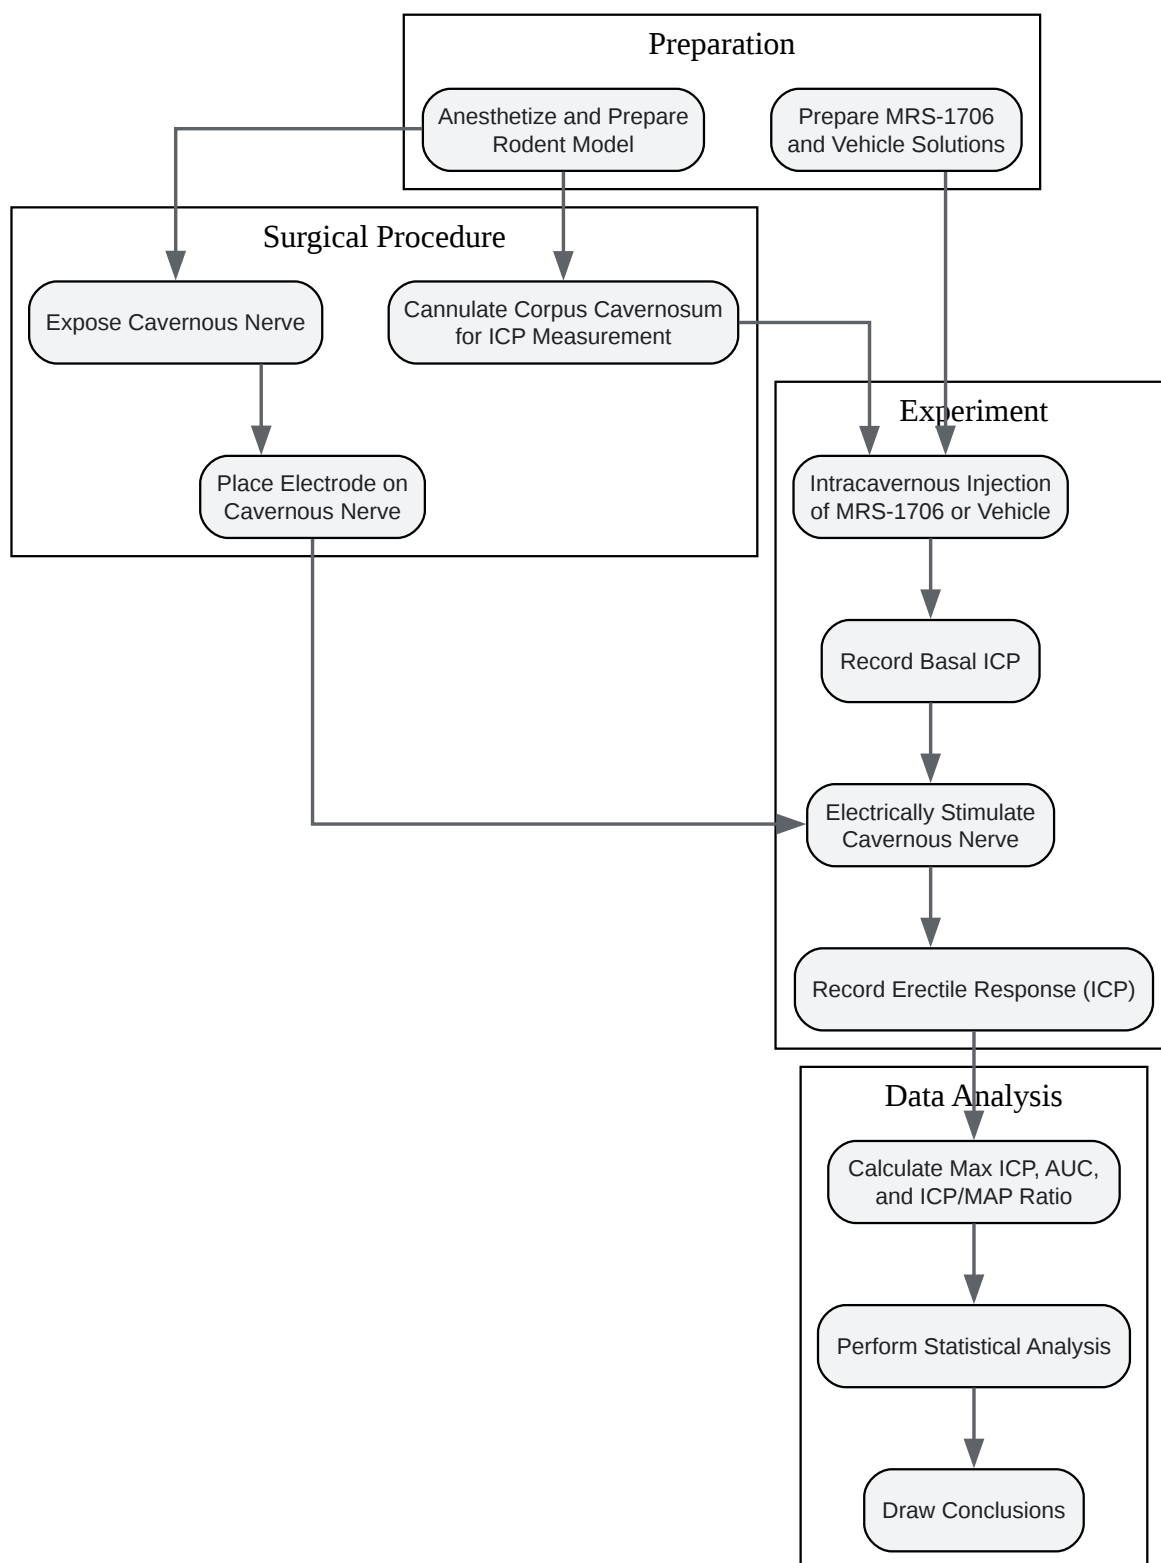 Preparation
Anesthetize and Prepare
Rodent Model
Prepare MRS-1706
and Vehicle Solutions
Surgical Procedure
Expose Cavernous Nerve
Cannulate Corpus Cavernosum
for ICP Measurement
Place Electrode on
Cavernous Nerve
Experiment
Intracavernous Injection
of MRS-1706 or Vehicle
Record Basal ICP
Electrically Stimulate
Cavernous Nerve
Record Erectile Response (ICP)
Data Analysis
Calculate Max ICP, AUC,
and ICP/MAP Ratio
Perform Statistical Analysis
Draw Conclusions